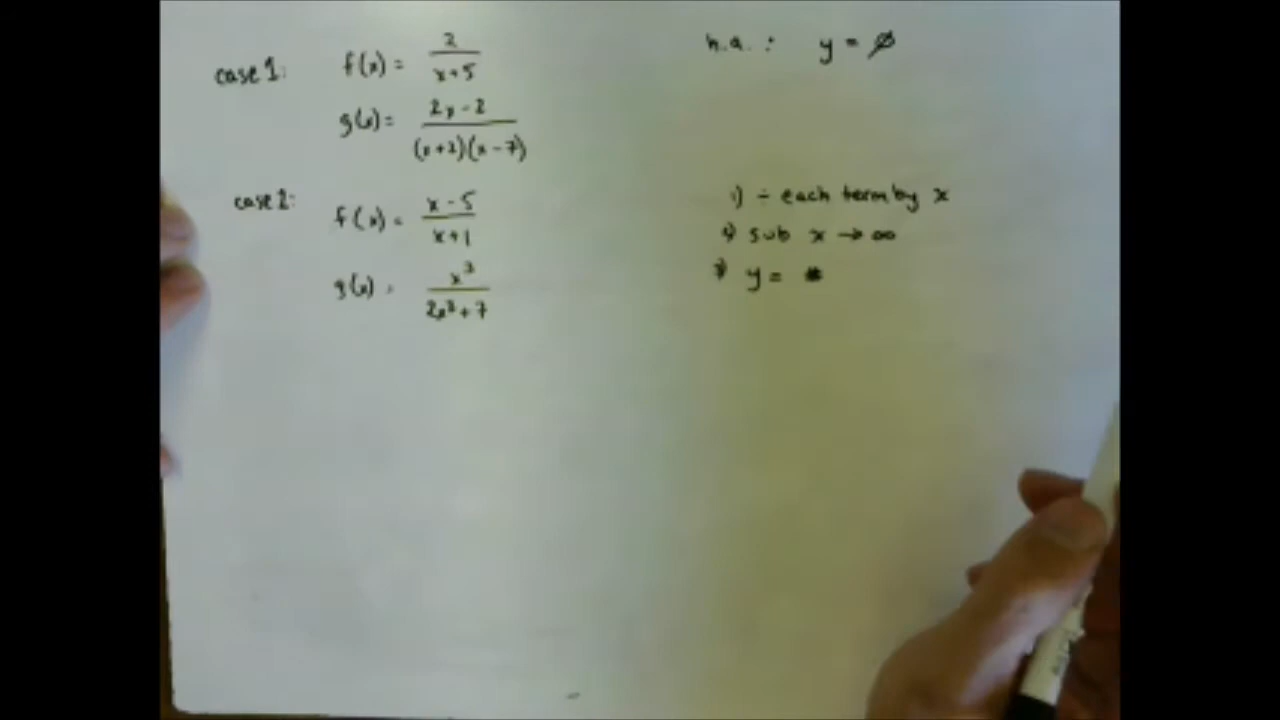 case 1: f(x) = 2/(x+5) h.a. : y = 0
g(x) = (2x-2)/((x+2)(x-7))
case 2: f(x) = (x-5)/(x+1) 1) ÷ each term by x
2) sub x → ∞
g(x) = x³/(2x³+7) 3) y = #